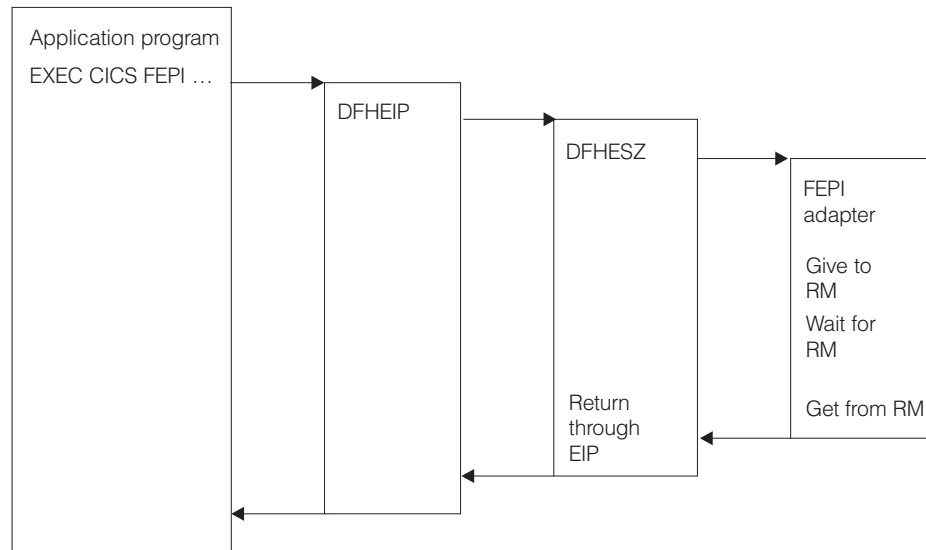 Application program
EXEC CICS FEPI …
DFHEIP
DFHESZ
Return
through
EIP
FEPI
adapter
Give to
RM
Wait for
RM
Get from RM